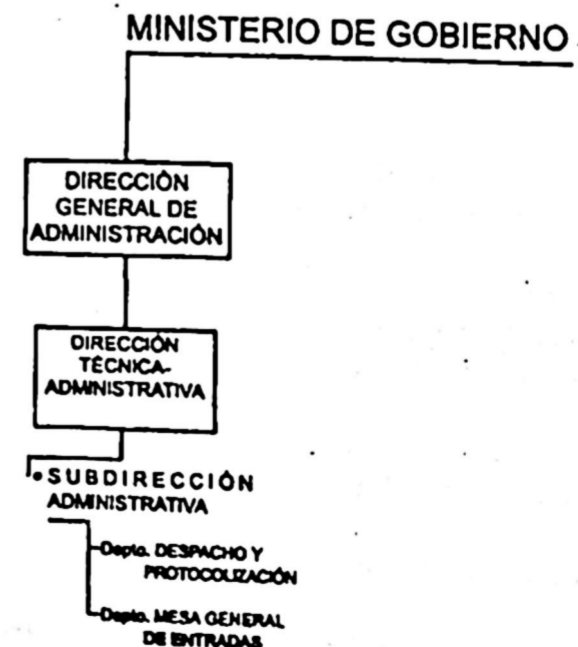 MINISTERIO DE GOBIERNO
DIRECCIÓN
GENERAL DE
ADMINISTRACIÓN
DIRECCIÓN
TÉCNICA-
ADMINISTRATIVA
• SUBDIRECCIÓN
ADMINISTRATIVA
Depto. DESPACHO Y
PROTOCOLIZACIÓN
Depto. MESA GENERAL
DE ENTRADAS